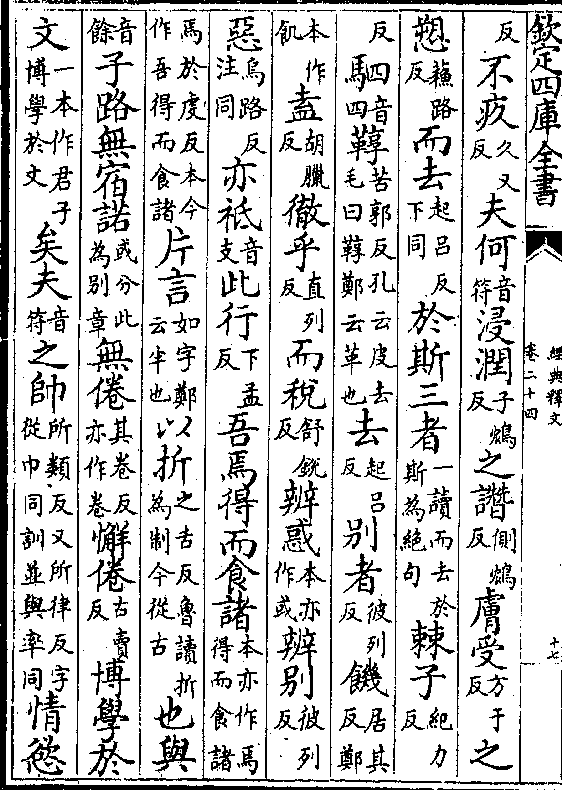 欽定四庫全書
經典釋文
卷二十四
十七
反不疚久又反夫何音符浸潤子鴆反之譖側鴆反膚受方于反之
愬蘇路反而去起呂反下同於斯三者一讀而去於斯為絕句棘子紀力反
反駟音四鞹苦郭反孔云皮去毛曰鞹鄭云革也去起呂反別者彼列反饑居其反鄭
本作飢盍胡臘反徹乎直列反而稅舒銳反辨惑本亦作或辨別彼列反
惡烏路反注同亦祗音支此行下孟反吾焉得而食諸本亦作焉得而食諸
焉於虔反本今作吾得而食諸片言如字鄭云半也以折之舌反魯讀折為制今從古也與
音餘子路無宿諾或分此為別章無倦其卷反亦作卷懈倦古賣反博學於
文一本作君子博學於文矣夫音符之帥所類反又所律反字從巾同訓並與率同情慾